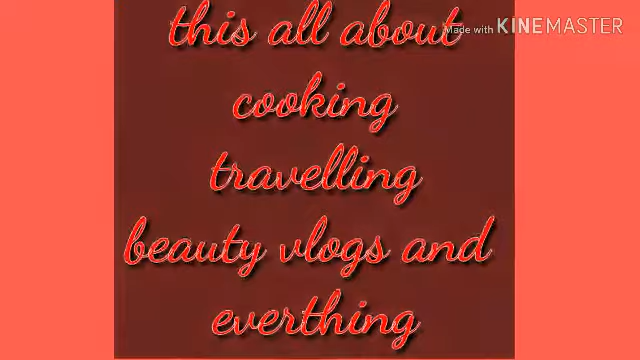 this all about
Made with KINEMASTER
cooking
travelling
beauty vlogs and
everthing